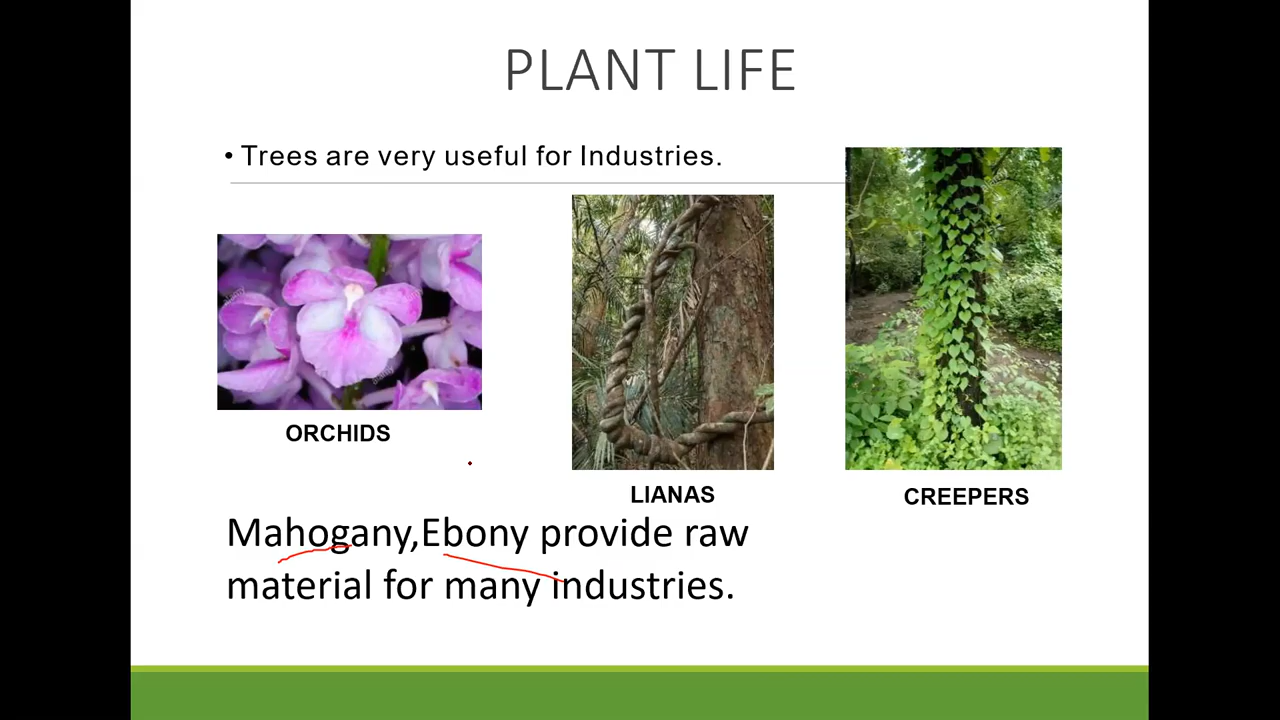 PLANT LIFE
• Trees are very useful for Industries.
ORCHIDS
LIANAS
CREEPERS
Mahogany,Ebony provide raw
material for many industries.